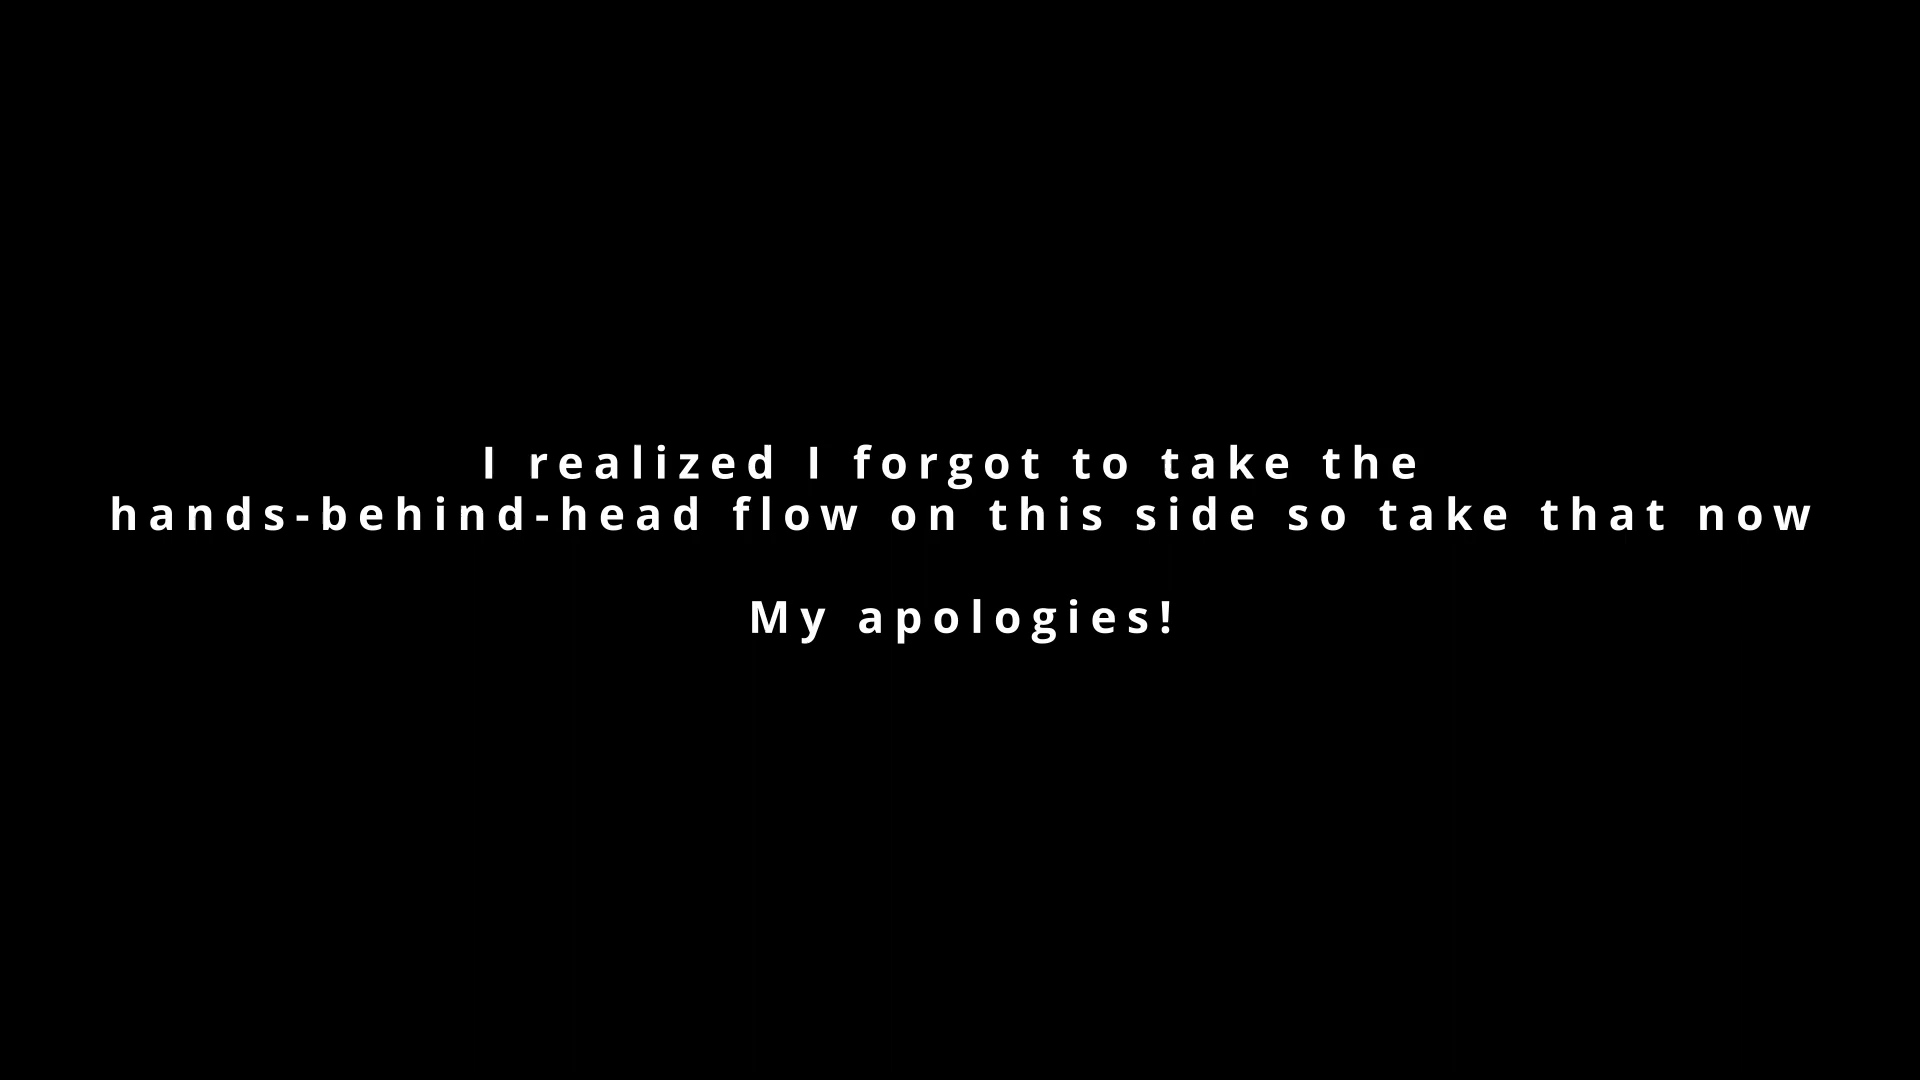 I realized I forgot to take the
hands-behind-head flow on this side so take that now
My apologies!